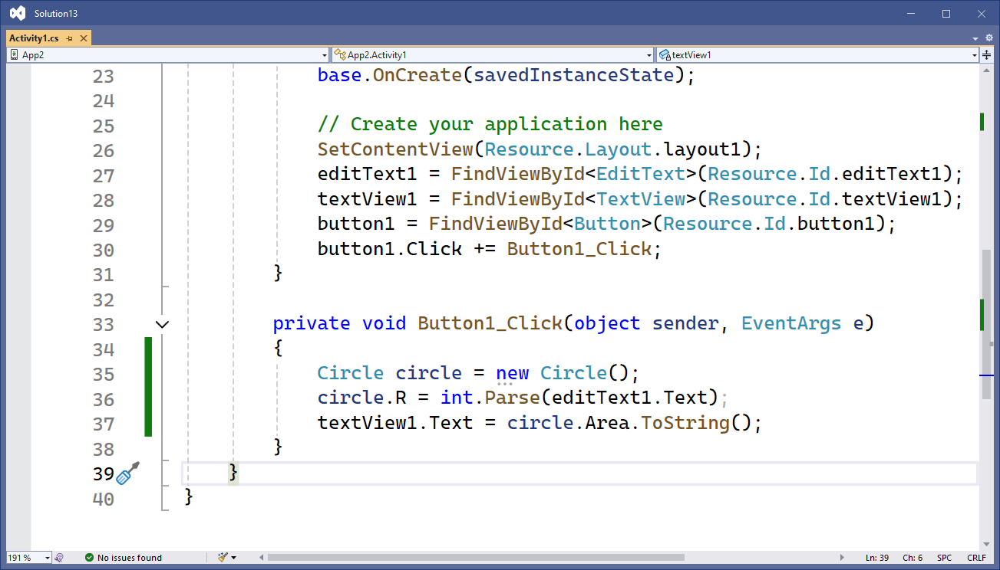 Solution13
Activity1.cs
App2 App2.Activity1 textView1
23 base.OnCreate(savedInstanceState);
24
25 // Create your application here
26 SetContentView(Resource.Layout.layout1);
27 editText1 = FindViewById<EditText>(Resource.Id.editText1);
28 textView1 = FindViewById<TextView>(Resource.Id.textView1);
29 button1 = FindViewById<Button>(Resource.Id.button1);
30 button1.Click += Button1_Click;
31 }
32
33 private void Button1_Click(object sender, EventArgs e)
34 {
35 Circle circle = new Circle();
36 circle.R = int.Parse(editText1.Text);
37 textView1.Text = circle.Area.ToString();
38 }
39 }
40 }
191 % No issues found Ln: 39 Ch: 6 SPC CRLF